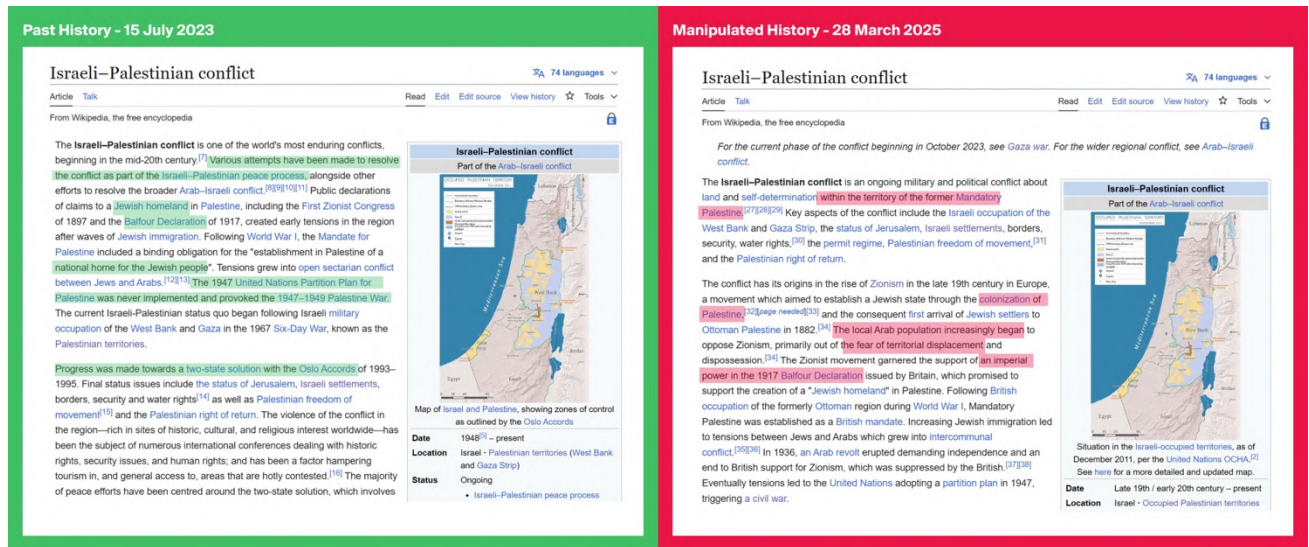 Past History - 15 July 2023
Israeli–Palestinian conflict
74 languages
Article Talk
Read Edit Edit source View history Tools
From Wikipedia, the free encyclopedia
The Israeli–Palestinian conflict is one of the world's most enduring conflicts,
beginning in the mid-20th century.[7] Various attempts have been made to resolve
the conflict as part of the Israeli–Palestinian peace process, alongside other
efforts to resolve the broader Arab–Israeli conflict.[8][9][10][11] Public declarations
of claims to a Jewish homeland in Palestine, including the First Zionist Congress
of 1897 and the Balfour Declaration of 1917, created early tensions in the region
after waves of Jewish immigration. Following World War I, the Mandate for
Palestine included a binding obligation for the "establishment in Palestine of a
national home for the Jewish people". Tensions grew into open sectarian conflict
between Jews and Arabs.[12][13] The 1947 United Nations Partition Plan for
Palestine was never implemented and provoked the 1947–1949 Palestine War.
The current Israeli-Palestinian status quo began following Israeli military
occupation of the West Bank and Gaza in the 1967 Six-Day War, known as the
Palestinian territories.
Progress was made towards a two-state solution with the Oslo Accords of 1993–
1995. Final status issues include the status of Jerusalem, Israeli settlements,
borders, security and water rights[14] as well as Palestinian freedom of
movement[15] and the Palestinian right of return. The violence of the conflict in
the region—rich in sites of historic, cultural, and religious interest worldwide—has
been the subject of numerous international conferences dealing with historic
rights, security issues, and human rights; and has been a factor hampering
tourism in, and general access to, areas that are hotly contested.[16] The majority
of peace efforts have been centred around the two-state solution, which involves
Israeli–Palestinian conflict
Part of the Arab–Israeli conflict
Lebanon
Mediterranean Sea
West Bank
Egypt
Map of Israel and Palestine, showing zones of control
as outlined by the Oslo Accords
Date 1948[5] – present
Location Israel · Palestinian territories (West Bank
and Gaza Strip)
Status Ongoing
• Israeli–Palestinian peace process
Manipulated History - 28 March 2025
Israeli–Palestinian conflict
74 languages
Article Talk
Read Edit Edit source View history Tools
From Wikipedia, the free encyclopedia
For the current phase of the conflict beginning in October 2023, see Gaza war. For the wider regional conflict, see Arab–Israeli
conflict.
The Israeli–Palestinian conflict is an ongoing military and political conflict about
land and self-determination within the territory of the former Mandatory
Palestine.[27][28][29] Key aspects of the conflict include the Israeli occupation of the
West Bank and Gaza Strip, the status of Jerusalem, Israeli settlements, borders,
security, water rights,[30] the permit regime, Palestinian freedom of movement,[31]
and the Palestinian right of return.
The conflict has its origins in the rise of Zionism in the late 19th century in Europe,
a movement which aimed to establish a Jewish state through the colonization of
Palestine,[32][page needed][33] and the consequent first arrival of Jewish settlers to
Ottoman Palestine in 1882.[34] The local Arab population increasingly began to
oppose Zionism, primarily out of the fear of territorial displacement and
dispossession.[34] The Zionist movement garnered the support of an imperial
power in the 1917 Balfour Declaration issued by Britain, which promised to
support the creation of a "Jewish homeland" in Palestine. Following British
occupation of the formerly Ottoman region during World War I, Mandatory
Palestine was established as a British mandate. Increasing Jewish immigration led
to tensions between Jews and Arabs which grew into intercommunal
conflict.[35][36] In 1936, an Arab revolt erupted demanding independence and an
end to British support for Zionism, which was suppressed by the British.[37][38]
Eventually tensions led to the United Nations adopting a partition plan in 1947,
triggering a civil war.
Israeli–Palestinian conflict
Part of the Arab–Israeli conflict
Lebanon
Mediterranean Sea
West Bank
Egypt
Situation in the Israeli-occupied territories, as of
December 2011, per the United Nations OCHA.[2]
See here for a more detailed and updated map.
Date Late 19th / early 20th century – present
Location Israel · Occupied Palestinian territories